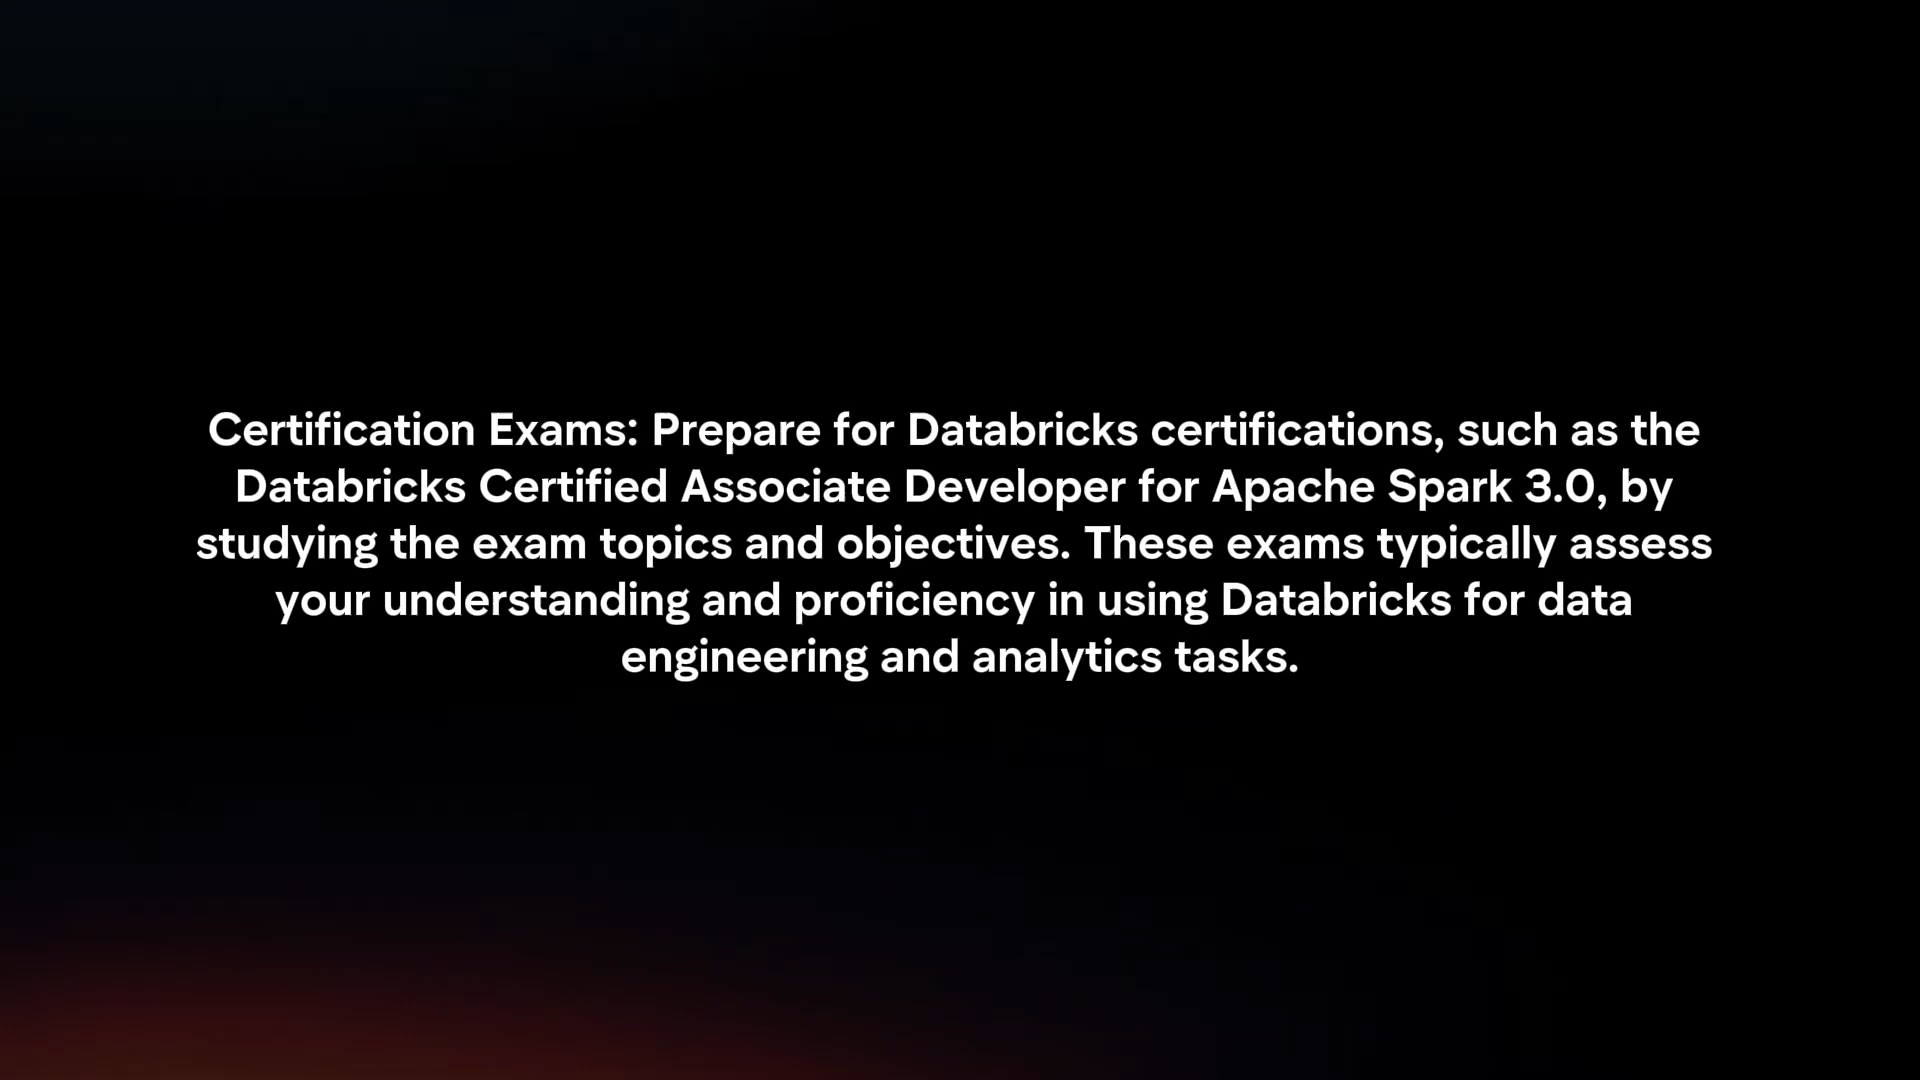 Certification Exams: Prepare for Databricks certifications, such as the
Databricks Certified Associate Developer for Apache Spark 3.0, by
studying the exam topics and objectives. These exams typically assess
your understanding and proficiency in using Databricks for data
engineering and analytics tasks.